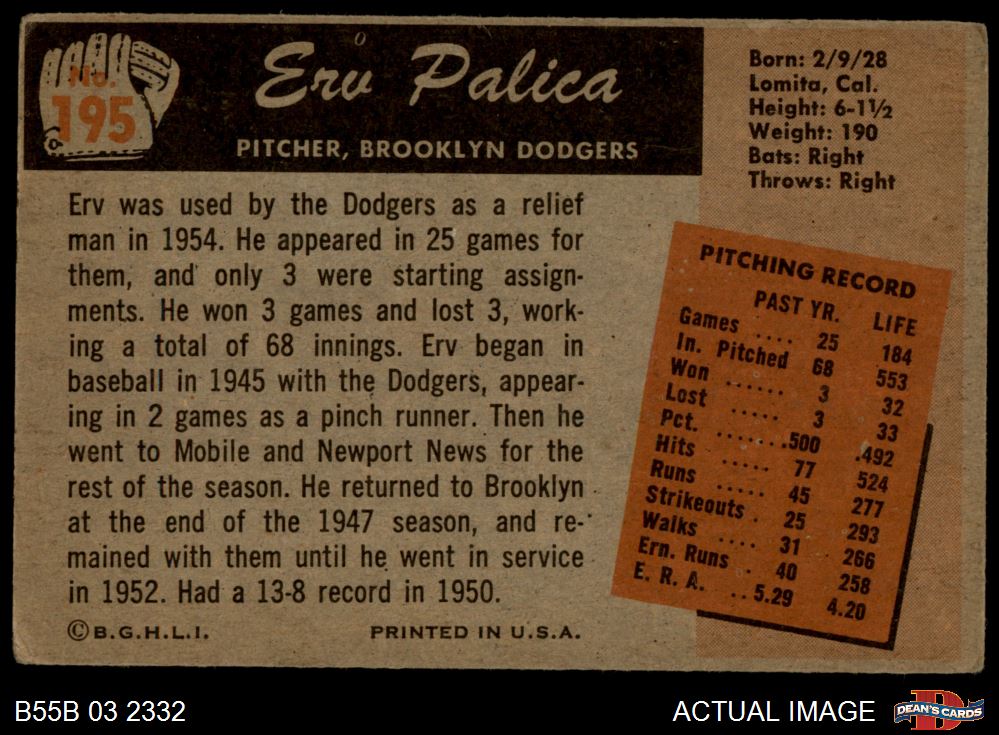 No.
195
Erv Palica
PITCHER, BROOKLYN DODGERS
Born: 2/9/28
Lomita, Cal.
Height: 6-1½
Weight: 190
Bats: Right
Throws: Right
Erv was used by the Dodgers as a relief
man in 1954. He appeared in 25 games for
them, and only 3 were starting assign-
ments. He won 3 games and lost 3, work-
ing a total of 68 innings. Erv began in
baseball in 1945 with the Dodgers, appear-
ing in 2 games as a pinch runner. Then he
went to Mobile and Newport News for the
rest of the season. He returned to Brooklyn
at the end of the 1947 season, and re-
mained with them until he went in service
in 1952. Had a 13-8 record in 1950.
©B.G.H.L.I. PRINTED IN U.S.A.
PITCHING RECORD
PAST YR. LIFE
Games .... 25 184
In. Pitched 68 553
Won ...... 3 32
Lost ..... 3 33
Pct. ....... .500 .492
Hits ..... 77 524
Runs ..... 45 277
Strikeouts . 25 293
Walks .... 31 266
Ern. Runs . 40 258
E. R. A. .. 5.29 4.20
B55B 03 2332
ACTUAL IMAGE
D
DEAN'S CARDS